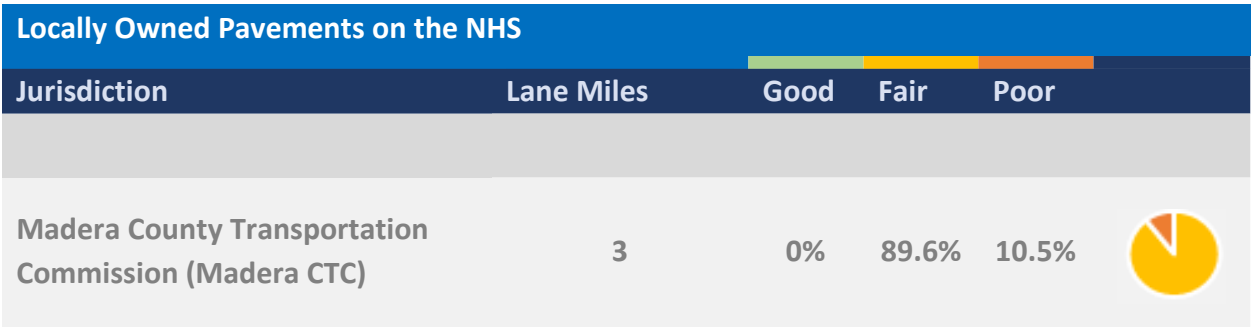 Locally Owned Pavements on the NHS
Jurisdiction Lane Miles Good Fair Poor
Madera County Transportation
Commission (Madera CTC) 3 0% 89.6% 10.5%